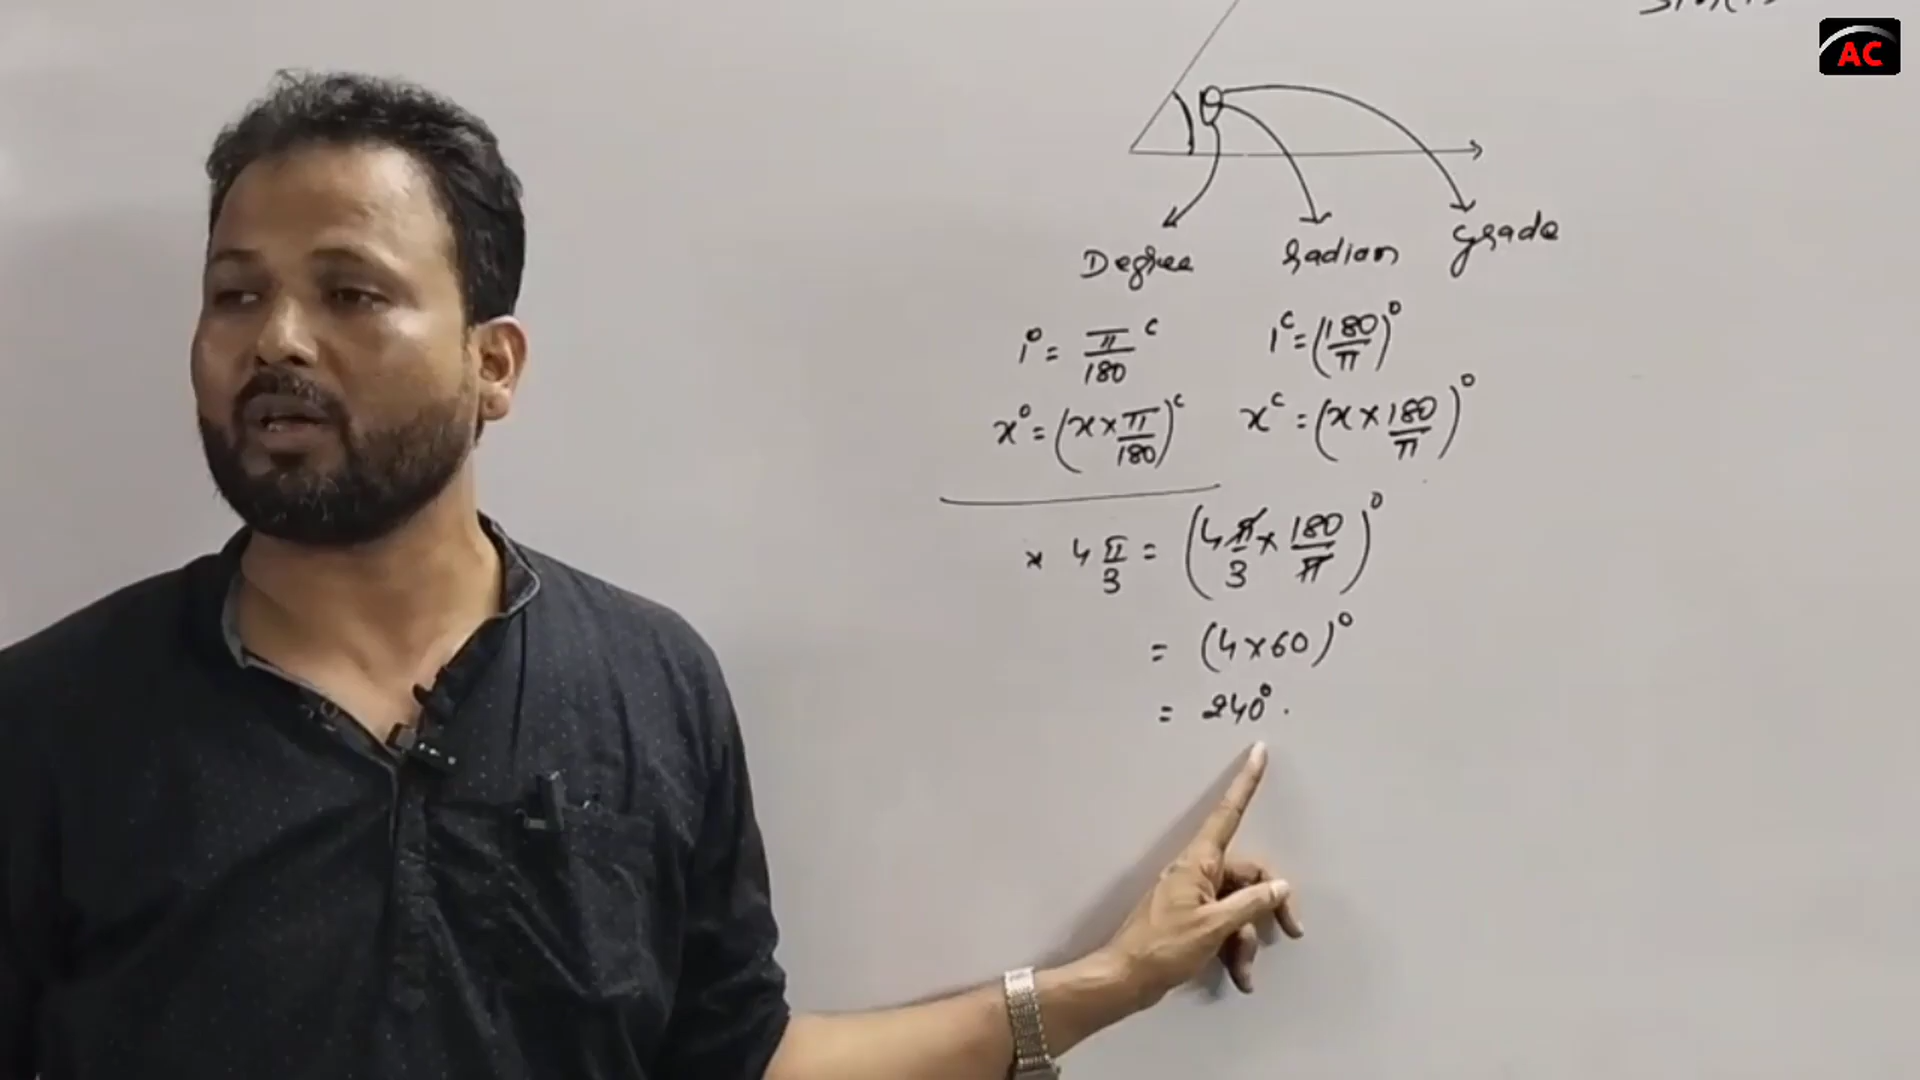 AC
θ
Degree radian grade
1° = π/180 ᶜ 1ᶜ = (180/π)°
x° = (x × π/180)ᶜ xᶜ = (x × 180/π)°
* 4π/3 = (4π/3 × 180/π)°
= (4×60)°
= 240°.